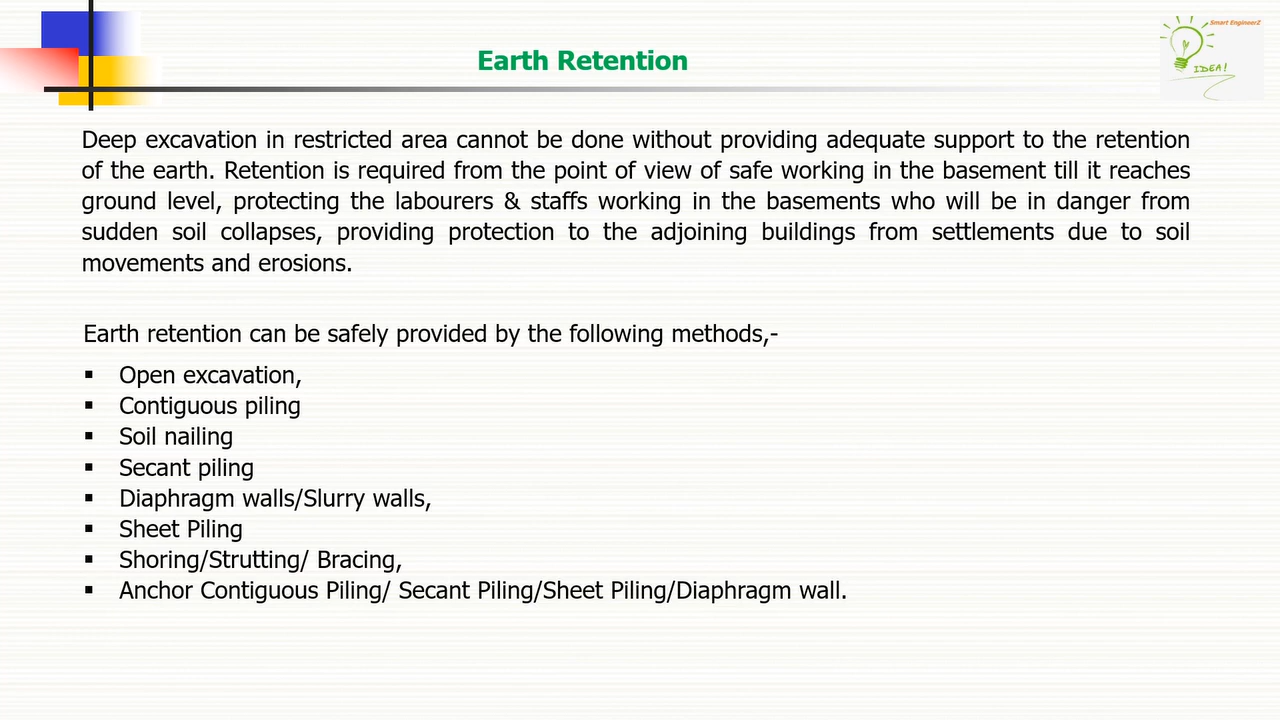 Smart EngineerZ
IDEA!
Earth Retention
Deep excavation in restricted area cannot be done without providing adequate support to the retention
of the earth. Retention is required from the point of view of safe working in the basement till it reaches
ground level, protecting the labourers & staffs working in the basements who will be in danger from
sudden soil collapses, providing protection to the adjoining buildings from settlements due to soil
movements and erosions.
Earth retention can be safely provided by the following methods,-
▪ Open excavation,
▪ Contiguous piling
▪ Soil nailing
▪ Secant piling
▪ Diaphragm walls/Slurry walls,
▪ Sheet Piling
▪ Shoring/Strutting/ Bracing,
▪ Anchor Contiguous Piling/ Secant Piling/Sheet Piling/Diaphragm wall.